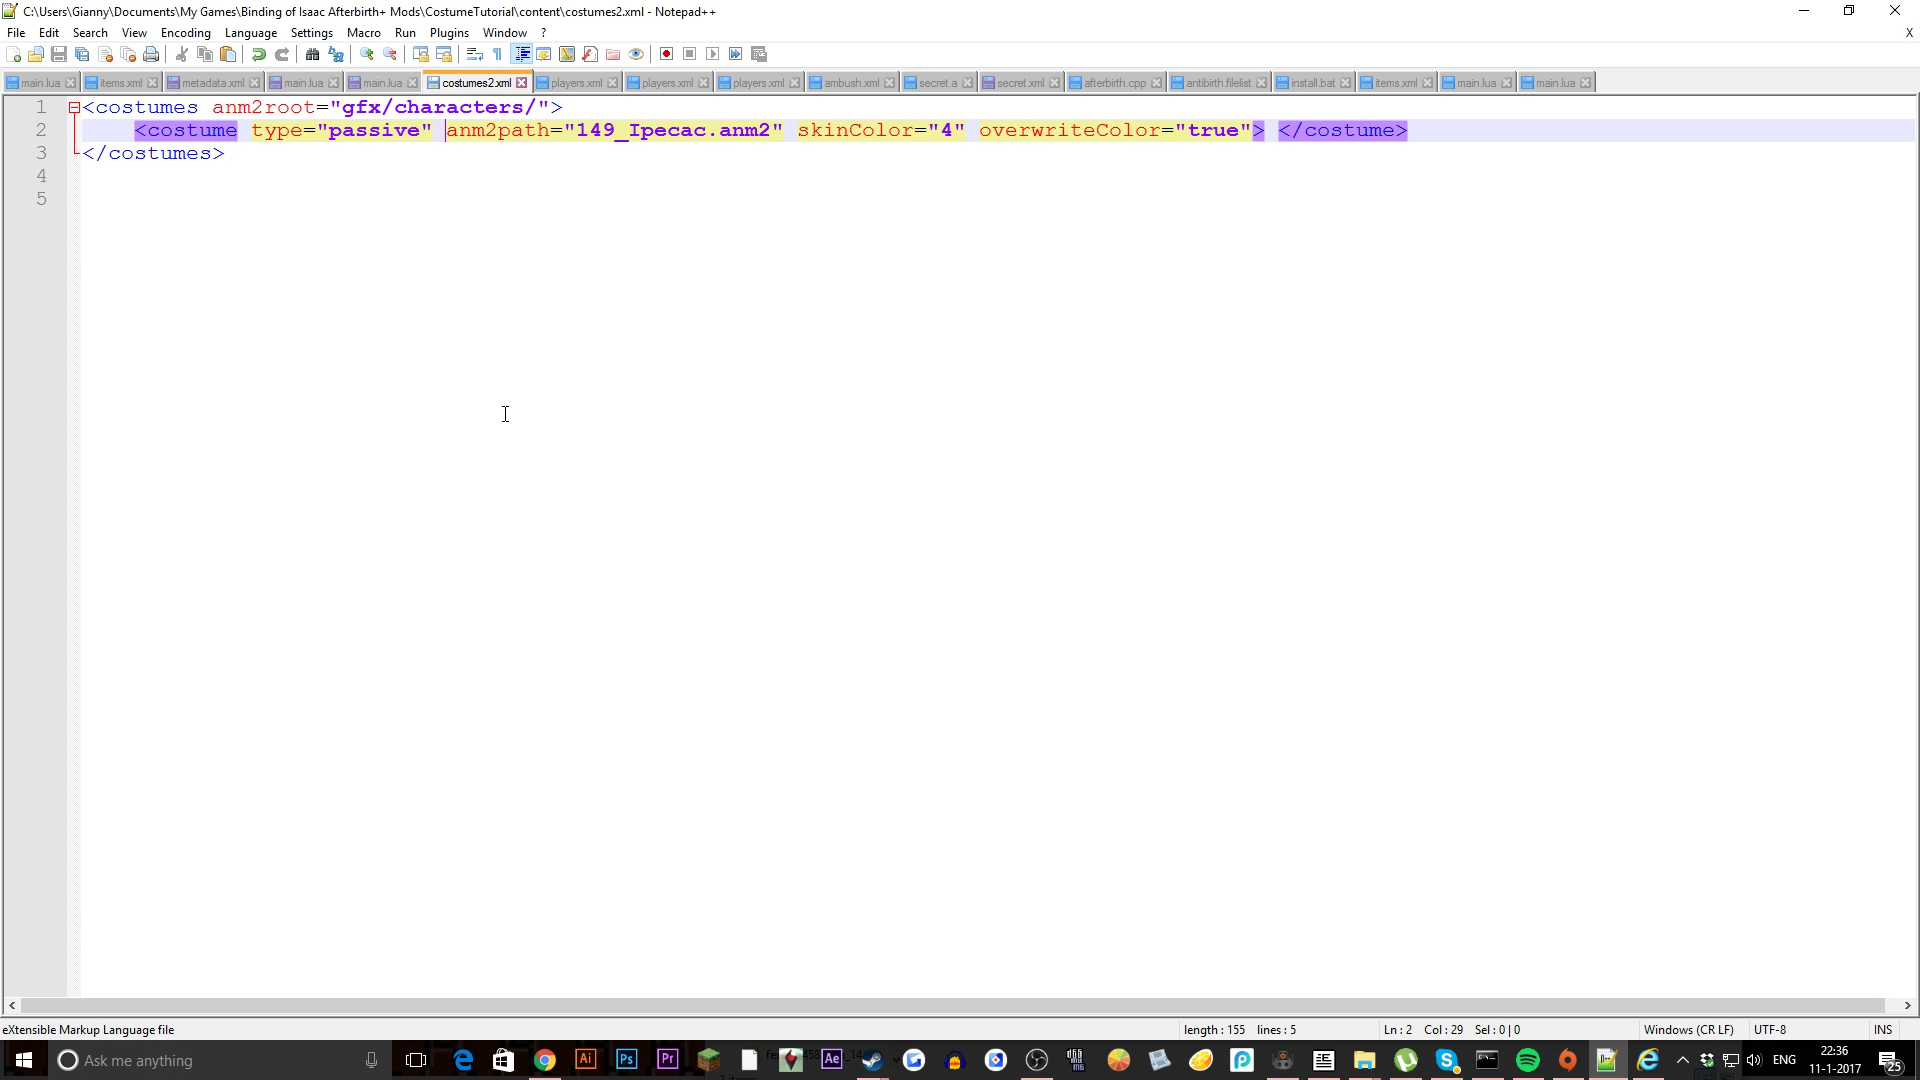 C:\Users\Gianny\Documents\My Games\Binding of Isaac Afterbirth+ Mods\CostumeTutorial\content\costumes2.xml - Notepad++
File Edit Search View Encoding Language Settings Macro Run Plugins Window ? X
main.lua items.xml metadata.xml main.lua main.lua costumes2.xml players.xml players.xml players.xml ambush.xml secret.a secret.xml afterbirth.cpp antibirth.filelist install.bat items.xml main.lua main.lua
1 <costumes anm2root="gfx/characters/">
2 <costume type="passive" anm2path="149_Ipecac.anm2" skinColor="4" overwriteColor="true"> </costume>
3 </costumes>
4
5
eXtensible Markup Language file length : 155 lines : 5 Ln : 2 Col : 29 Sel : 0 | 0 Windows (CR LF) UTF-8 INS
Ask me anything Ai Ps Pr Ae ENG 22:36
11-1-2017 25